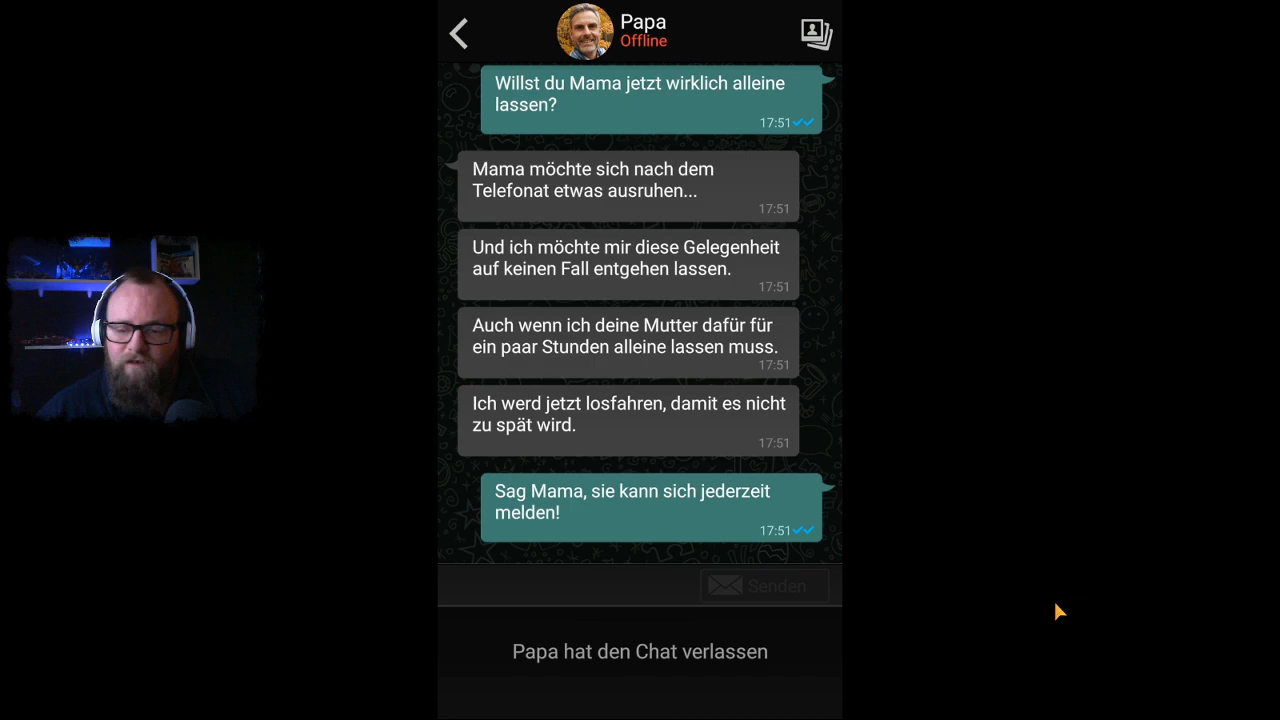 Papa
Offline
Willst du Mama jetzt wirklich alleine
lassen?
17:51
Mama möchte sich nach dem
Telefonat etwas ausruhen...
17:51
Und ich möchte mir diese Gelegenheit
auf keinen Fall entgehen lassen.
17:51
Auch wenn ich deine Mutter dafür für
ein paar Stunden alleine lassen muss.
17:51
Ich werd jetzt losfahren, damit es nicht
zu spät wird.
17:51
Sag Mama, sie kann sich jederzeit
melden!
17:51
Senden
Papa hat den Chat verlassen